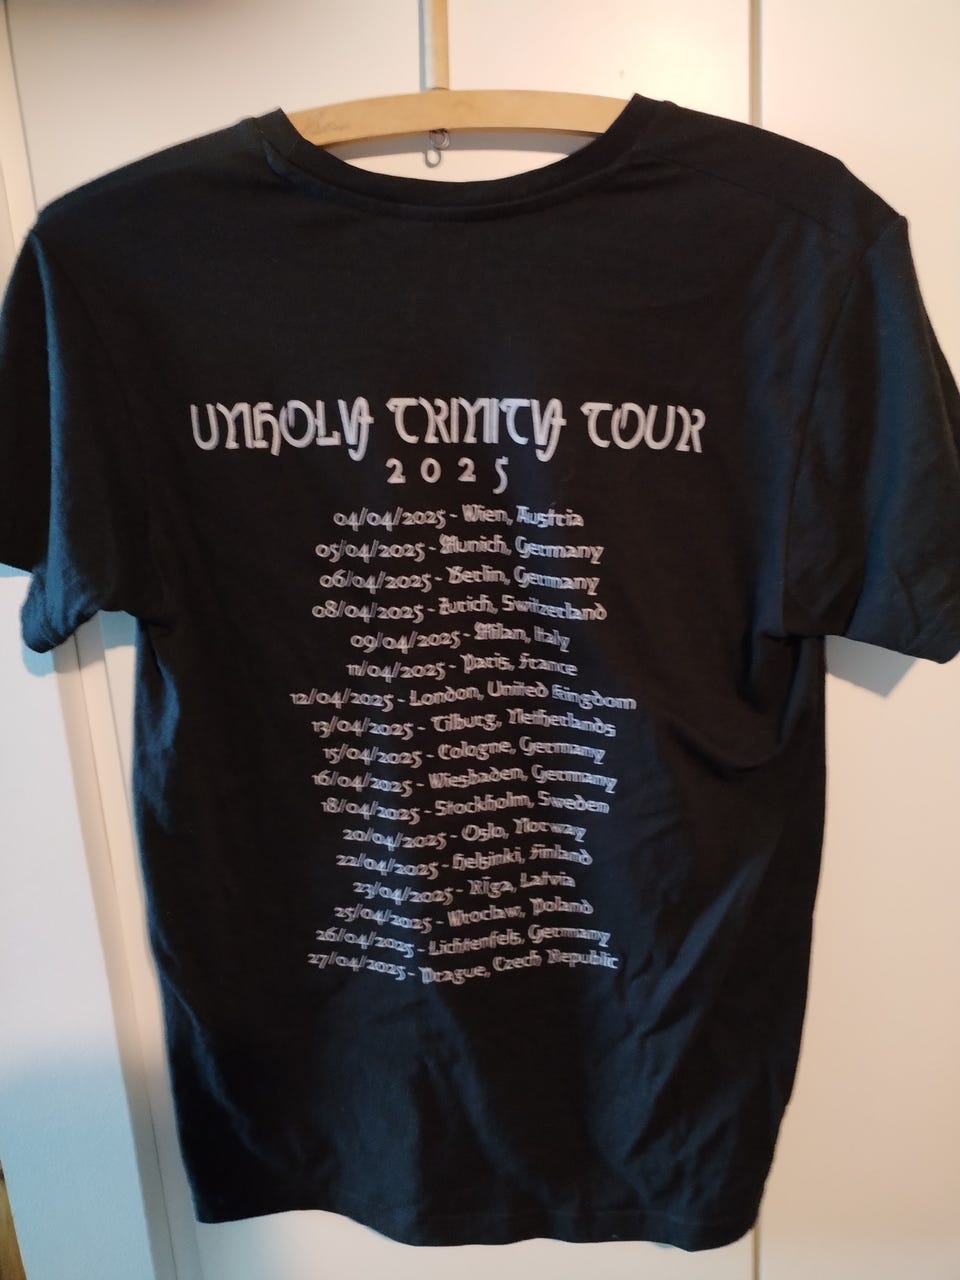 UNHOLY TRINITY TOUR
2025
04/04/2025 - Wien, Austria
05/04/2025 - Munich, Germany
06/04/2025 - Berlin, Germany
08/04/2025 - Zurich, Switzerland
09/04/2025 - Milan, Italy
11/04/2025 - Paris, France
12/04/2025 - London, United Kingdom
13/04/2025 - Tilburg, Netherlands
15/04/2025 - Cologne, Germany
16/04/2025 - Wiesbaden, Germany
18/04/2025 - Stockholm, Sweden
20/04/2025 - Oslo, Norway
22/04/2025 - Helsinki, Finland
23/04/2025 - Riga, Latvia
25/04/2025 - Wroclaw, Poland
26/04/2025 - Lichtenfels, Germany
27/04/2025 - Prague, Czech Republic